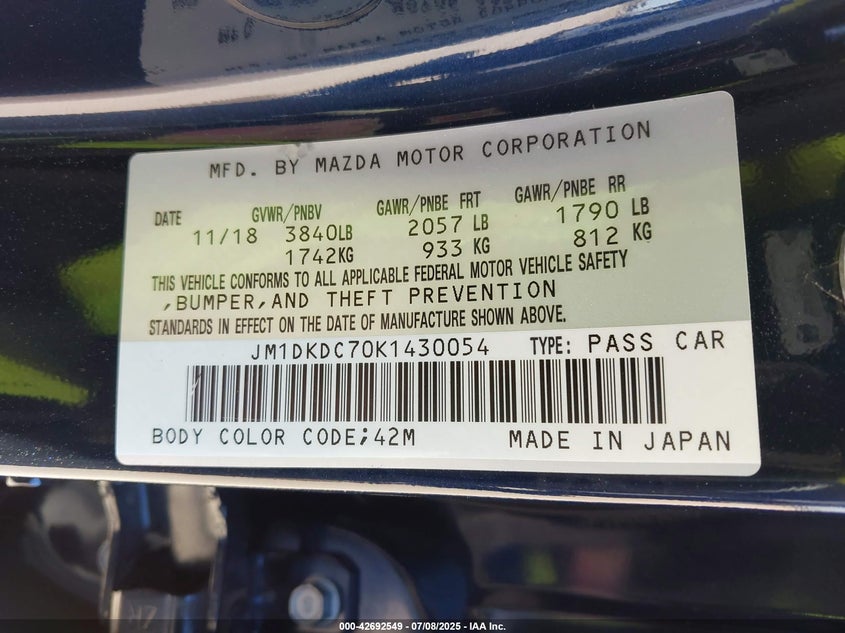 MFD. BY MAZDA MOTOR CORPORATION
DATE GVWR/PNBV GAWR/PNBE FRT GAWR/PNBE RR
11/18 3840LB 2057 LB 1790 LB
1742KG 933 KG 812 KG
THIS VEHICLE CONFORMS TO ALL APPLICABLE FEDERAL MOTOR VEHICLE SAFETY
,BUMPER,AND THEFT PREVENTION
STANDARDS IN EFFECT ON THE DATE OF MANUFACTURE SHOWN ABOVE.
JM1DKDC70K1430054 TYPE: PASS CAR
BODY COLOR CODE;42M MADE IN JAPAN
000-42692549 - 07/08/2025 - IAA Inc.